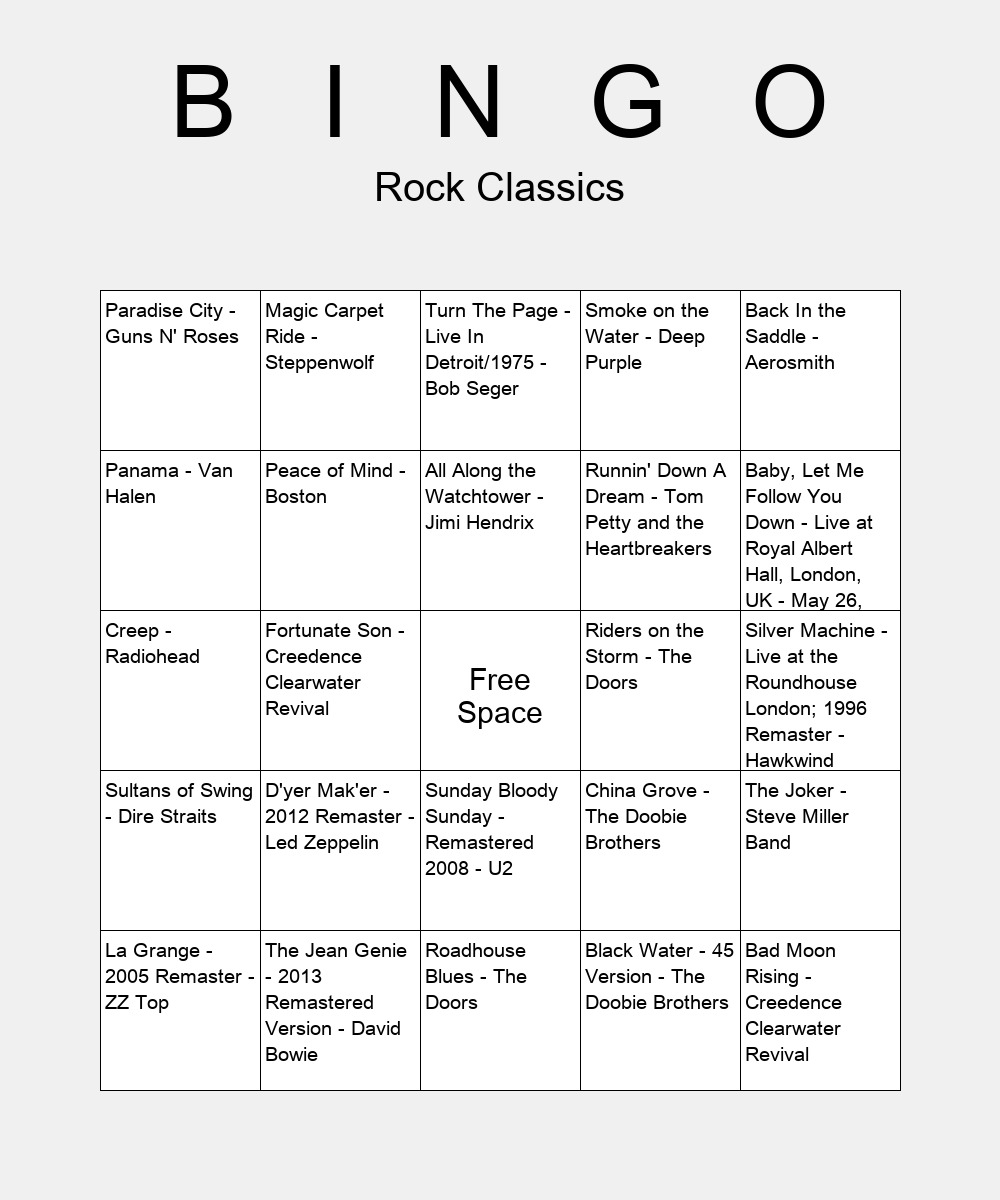 B I N G O
Rock Classics
Paradise City -
Guns N' Roses
Magic Carpet
Ride -
Steppenwolf
Turn The Page -
Live In
Detroit/1975 -
Bob Seger
Smoke on the
Water - Deep
Purple
Back In the
Saddle -
Aerosmith
Panama - Van
Halen
Peace of Mind -
Boston
All Along the
Watchtower -
Jimi Hendrix
Runnin' Down A
Dream - Tom
Petty and the
Heartbreakers
Baby, Let Me
Follow You
Down - Live at
Royal Albert
Hall, London,
UK - May 26,
Creep -
Radiohead
Fortunate Son -
Creedence
Clearwater
Revival
Free
Space
Riders on the
Storm - The
Doors
Silver Machine -
Live at the
Roundhouse
London; 1996
Remaster -
Hawkwind
Sultans of Swing
- Dire Straits
D'yer Mak'er -
2012 Remaster -
Led Zeppelin
Sunday Bloody
Sunday -
Remastered
2008 - U2
China Grove -
The Doobie
Brothers
The Joker -
Steve Miller
Band
La Grange -
2005 Remaster -
ZZ Top
The Jean Genie
- 2013
Remastered
Version - David
Bowie
Roadhouse
Blues - The
Doors
Black Water - 45
Version - The
Doobie Brothers
Bad Moon
Rising -
Creedence
Clearwater
Revival